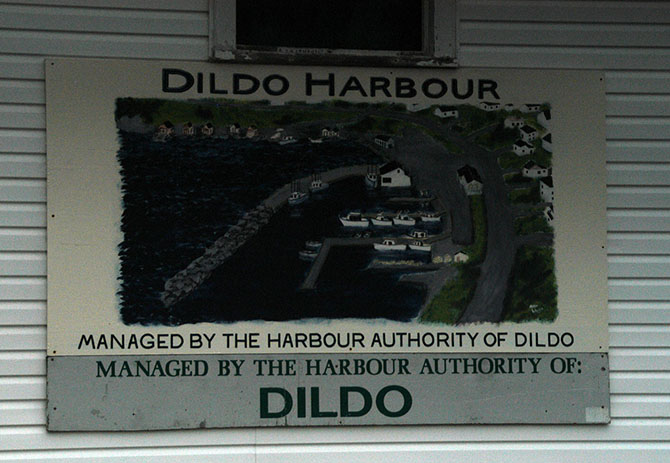 DILDO HARBOUR
MANAGED BY THE HARBOUR AUTHORITY OF DILDO
MANAGED BY THE HARBOUR AUTHORITY OF:
DILDO